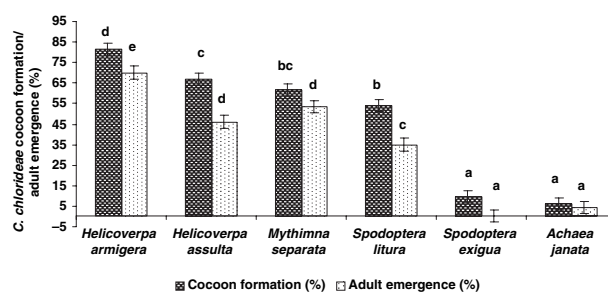 C. chlorideae cocoon formation/
adult emergence (%)
95
85
75
65
55
45
35
25
15
5
–5
d
e
c
d
bc
d
b
c
a
a
a
a
Helicoverpa
armigera
Helicoverpa
assulta
Mythimna
separata
Spodoptera
litura
Spodoptera
exigua
Achaea
janata
Cocoon formation (%) Adult emergence (%)